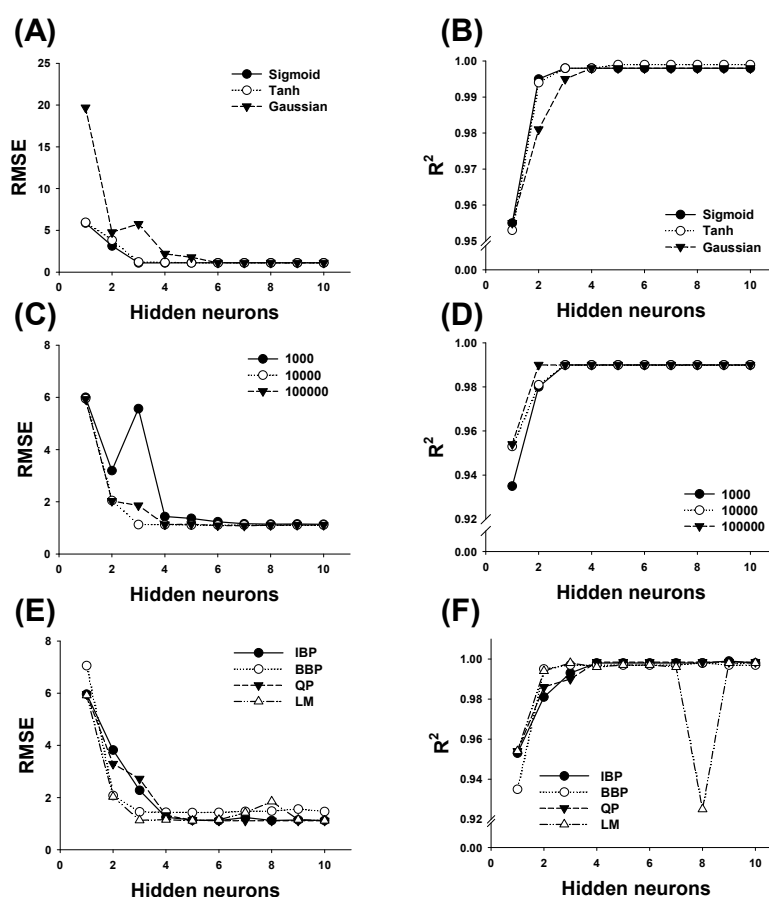 (A)
25
20
15
10
5
0
RMSE
Sigmoid
Tanh
Gaussian
0 2 4 6 8 10
Hidden neurons
(B)
1.00
0.99
0.98
0.97
0.96
0.95
0.00
R²
Sigmoid
Tanh
Gaussian
0 2 4 6 8 10
Hidden neurons
(C)
8
6
4
2
0
RMSE
1000
10000
100000
0 2 4 6 8 10
Hidden neurons
(D)
1.00
0.98
0.96
0.94
0.92
0.00
R²
1000
10000
100000
0 2 4 6 8 10
Hidden neurons
(E)
8
6
4
2
0
RMSE
IBP
BBP
QP
LM
0 2 4 6 8 10
Hidden neurons
(F)
1.00
0.98
0.96
0.94
0.92
0.00
R²
IBP
BBP
QP
LM
0 2 4 6 8 10
Hidden neurons